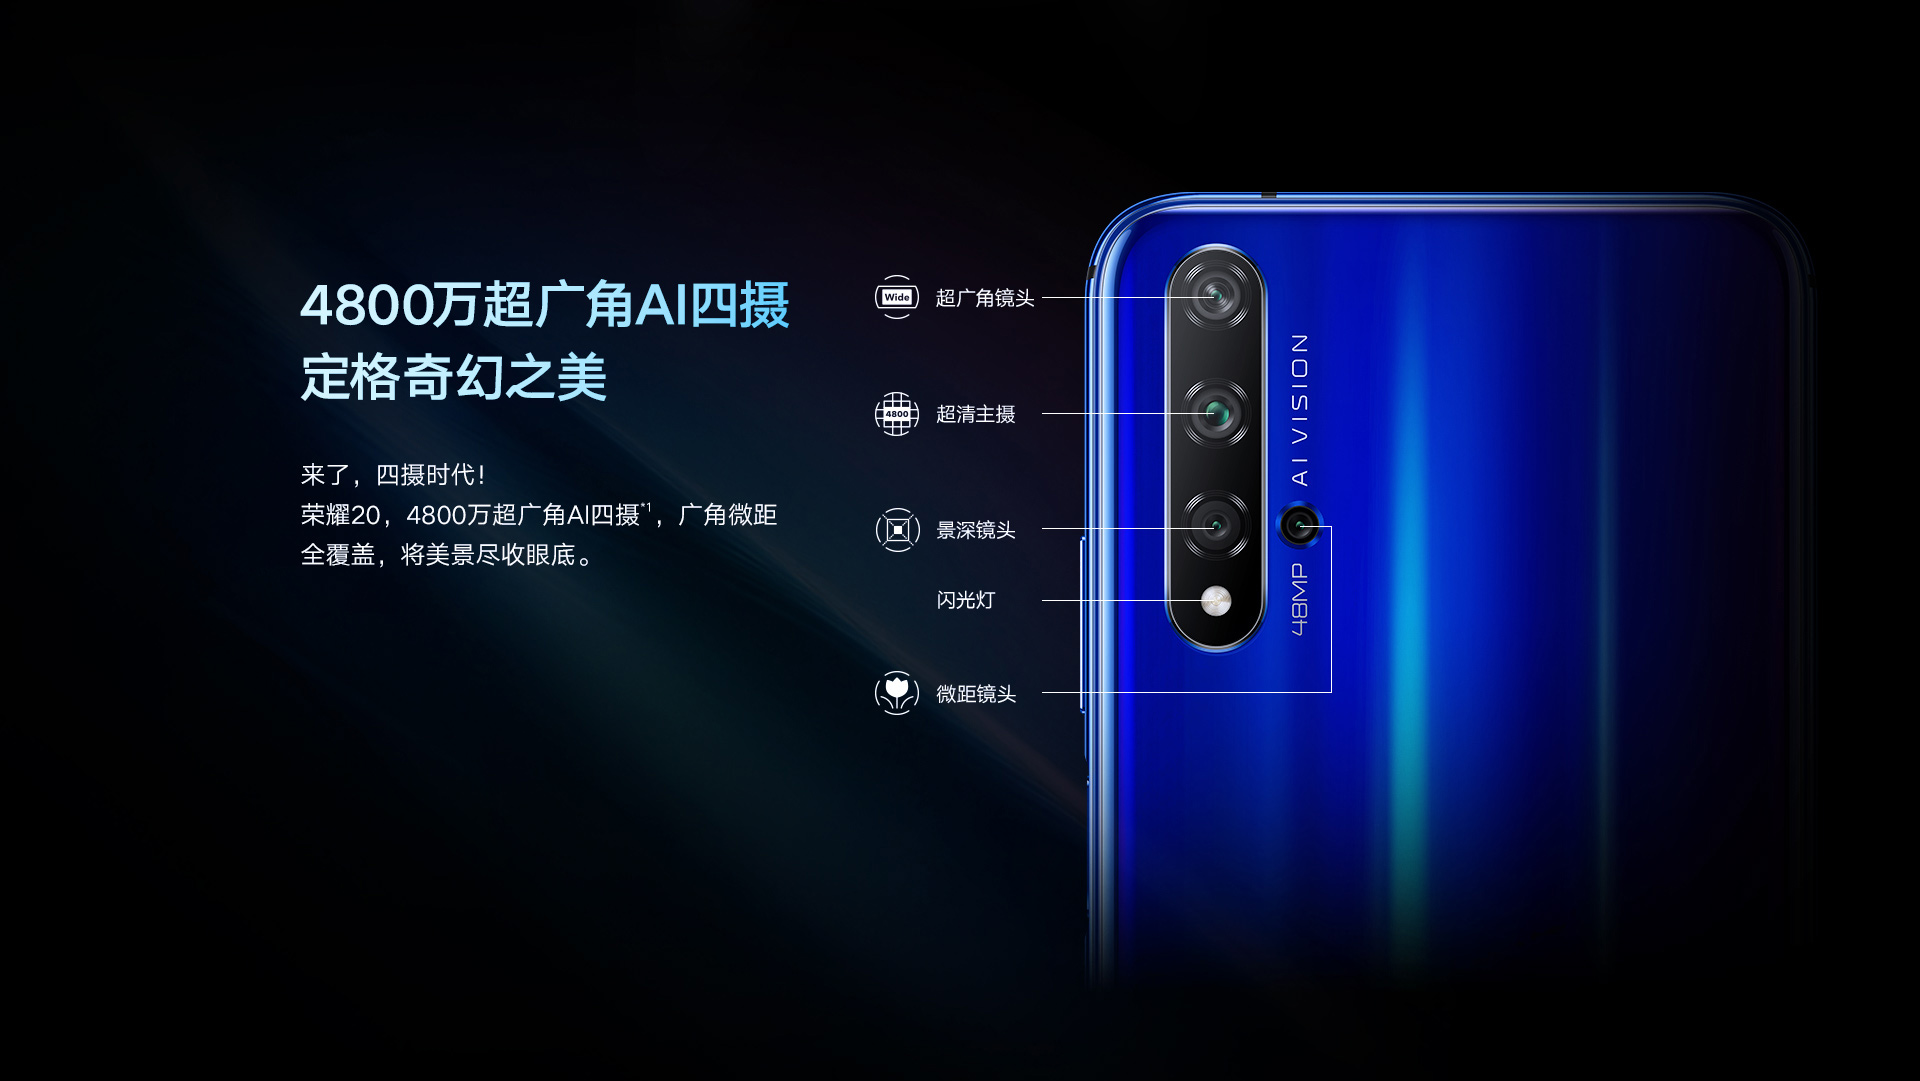 4800万超广角AI四摄
定格奇幻之美
来了，四摄时代！
荣耀20，4800万超广角AI四摄*1，广角微距
全覆盖，将美景尽收眼底。
Wide
超广角镜头
4800
超清主摄
景深镜头
闪光灯
微距镜头
AI VISION
48MP